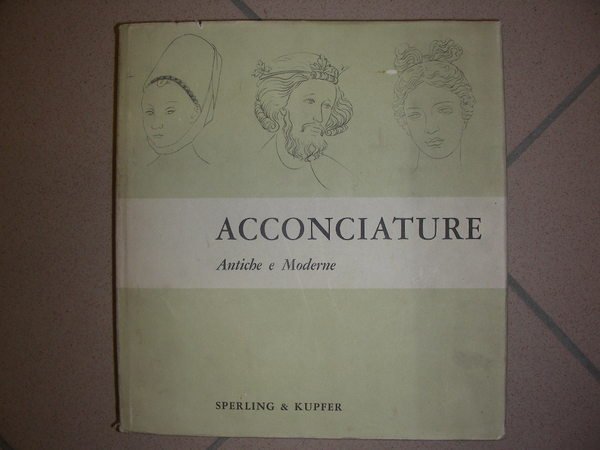 ACCONCIATURE
Antiche e Moderne
SPERLING & KUPFER